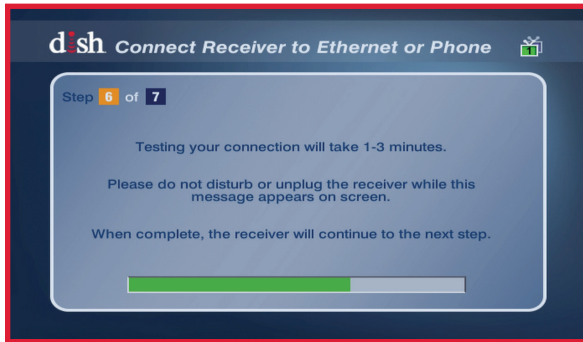 dish Connect Receiver to Ethernet or Phone
1
Step 6 of 7
Testing your connection will take 1-3 minutes.
Please do not disturb or unplug the receiver while this
message appears on screen.
When complete, the receiver will continue to the next step.